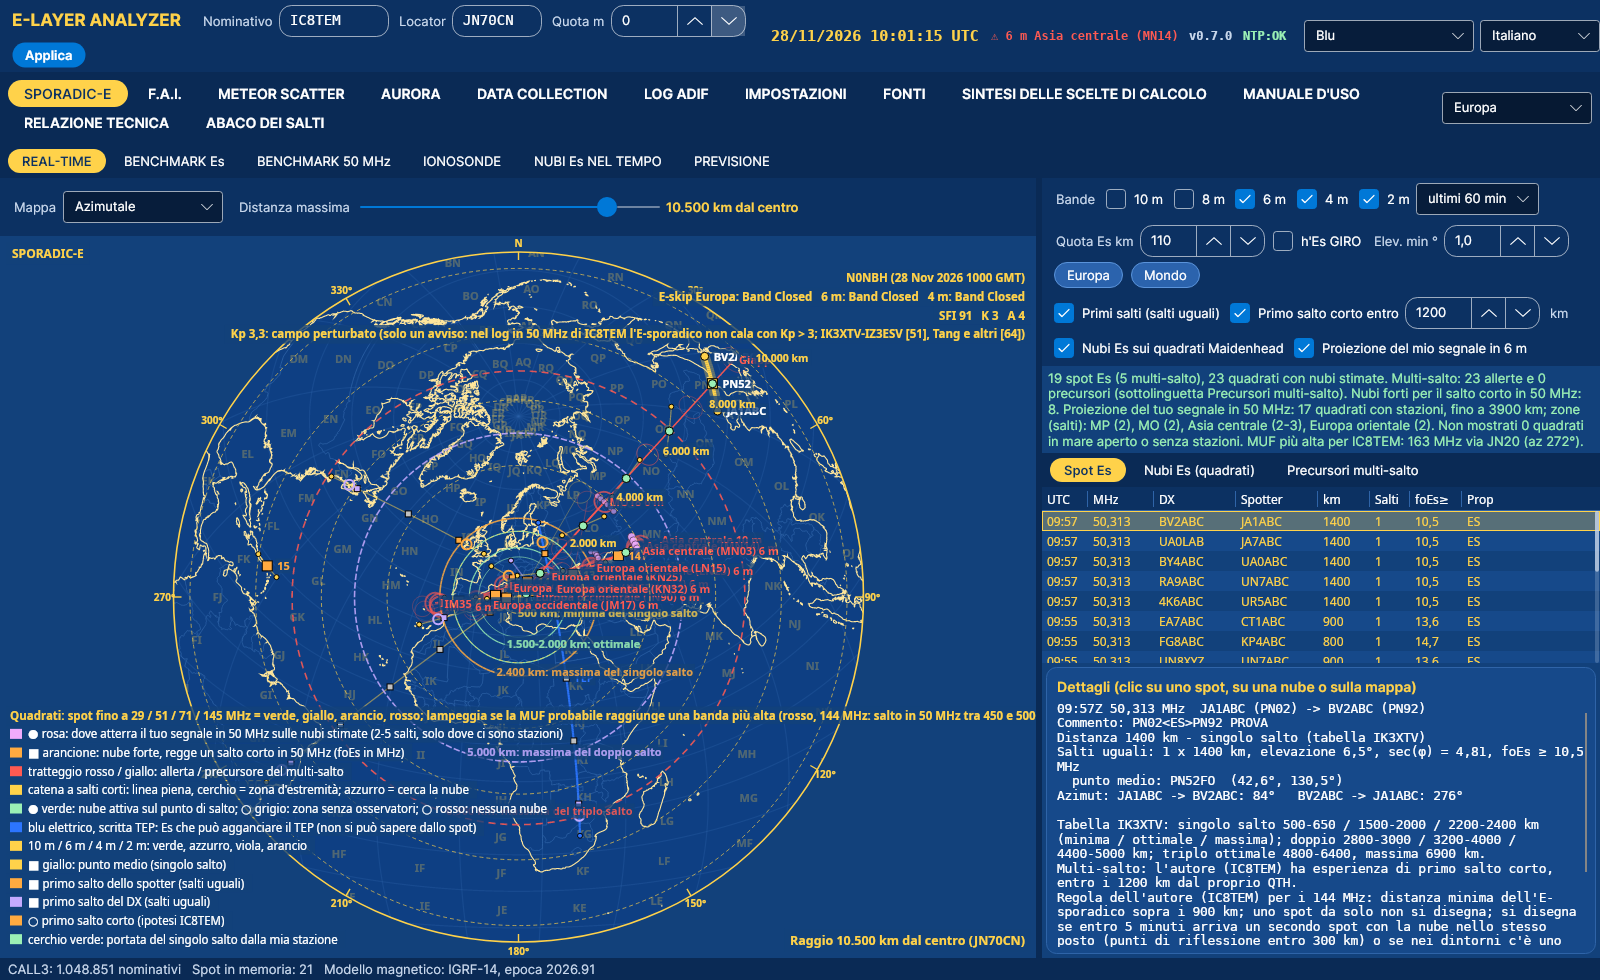 E-LAYER ANALYZER
Nominativo IC8TEM Locator JN70CN Quota m 0
28/11/2026 10:01:15 UTC ⚠ 6 m Asia centrale (MN14) v0.7.0 NTP:OK Blu Italiano
Applica
SPORADIC-E F.A.I. METEOR SCATTER AURORA DATA COLLECTION LOG ADIF IMPOSTAZIONI FONTI SINTESI DELLE SCELTE DI CALCOLO MANUALE D'USO
RELAZIONE TECNICA ABACO DEI SALTI
Europa
REAL-TIME BENCHMARK Es BENCHMARK 50 MHz IONOSONDE NUBI Es NEL TEMPO PREVISIONE
Mappa Azimutale Distanza massima 10.500 km dal centro
SPORADIC-E
N
N0NBH (28 Nov 2026 1000 GMT)
E-skip Europa: Band Closed 6 m: Band Closed 4 m: Band Closed
SFI 91 K 3 A 4
Kp 3,3: campo perturbato (solo un avviso: nel log in 50 MHz di IC8TEM l'E-sporadico non cala con Kp > 3; IK3XTV-IZ3ESV [51], Tang e altri [64])
330°
300°
270°
60°
90°
120°
150°
180°
210°
10.000 km
PN52
8.000 km
6.000 km
4.000 km
2.000 km
14
15
Asia centrale (MN03) 6 m
Europa orientale (LN15)
Europa orientale (KN32) 6 m
IM35 6 m
Europa occidentale (JM17) 6 m
500 km: minima del singolo salto
1.500-2.000 km: ottimale
2.400 km: massima del singolo salto
5.000 km: massima del doppio salto
del triplo salto
Quadrati: spot fino a 29 / 51 / 71 / 145 MHz = verde, giallo, arancio, rosso; lampeggia se la MUF probabile raggiunge una banda più alta (rosso, 144 MHz: salto in 50 MHz tra 450 e 500
● rosa: dove atterra il tuo segnale in 50 MHz sulle nubi stimate (2-5 salti, solo dove ci sono stazioni)
■ arancione: nube forte, regge un salto corto in 50 MHz (foEs in MHz)
tratteggio rosso / giallo: allerta / precursore del multi-salto
catena a salti corti: linea piena, cerchio = zona d'estremità; azzurro = cerca la nube
● verde: nube attiva sul punto di salto; ○ grigio: zona senza osservatori; ○ rosso: nessuna nube
blu elettrico, scritta TEP: Es che può agganciare il TEP (non si può sapere dallo spot)
10 m / 6 m / 4 m / 2 m: verde, azzurro, viola, arancio
■ giallo: punto medio (singolo salto)
■ primo salto dello spotter (salti uguali)
■ primo salto del DX (salti uguali)
○ primo salto corto (ipotesi IC8TEM)
cerchio verde: portata del singolo salto dalla mia stazione
Raggio 10.500 km dal centro (JN70CN)
Bande 10 m 8 m 6 m 4 m 2 m ultimi 60 min
Quota Es km 110 h'Es GIRO Elev. min ° 1,0
Europa Mondo
Primi salti (salti uguali) Primo salto corto entro 1200 km
Nubi Es sui quadrati Maidenhead Proiezione del mio segnale in 6 m
19 spot Es (5 multi-salto), 23 quadrati con nubi stimate. Multi-salto: 23 allerte e 0
precursori (sottolinguetta Precursori multi-salto). Nubi forti per il salto corto in 50 MHz:
8. Proiezione del tuo segnale in 50 MHz: 17 quadrati con stazioni, fino a 3900 km; zone
(salti): MP (2), MO (2), Asia centrale (2-3), Europa orientale (2). Non mostrati 0 quadrati
in mare aperto o senza stazioni. MUF più alta per IC8TEM: 163 MHz via JN20 (az 272°).
Spot Es Nubi Es (quadrati) Precursori multi-salto
UTC MHz DX Spotter km Salti foEs≥ Prop
09:57 50,313 BV2ABC JA1ABC 1400 1 10,5 ES
09:57 50,313 UA0LAB JA7ABC 1400 1 10,5 ES
09:57 50,313 BY4ABC UA0ABC 1400 1 10,5 ES
09:57 50,313 RA9ABC UN7ABC 1400 1 10,5 ES
09:57 50,313 4K6ABC UR5ABC 1400 1 10,5 ES
09:55 50,313 EA7ABC CT1ABC 900 1 13,6 ES
09:55 50,313 FG8ABC KP4ABC 800 1 14,7 ES
09:55 50,313 UN8XYZ UN7ABC 900 1 13,6 ES
Dettagli (clic su uno spot, su una nube o sulla mappa)
09:57Z 50,313 MHz JA1ABC (PN02) -> BV2ABC (PN92)
Commento: PN02<ES>PN92 PROVA
Distanza 1400 km - singolo salto (tabella IK3XTV)
Salti uguali: 1 x 1400 km, elevazione 6,5°, sec(φ) = 4,81, foEs ≥ 10,5
MHz
punto medio: PN52FO (42,6°, 130,5°)
Azimut: JA1ABC -> BV2ABC: 84° BV2ABC -> JA1ABC: 276°
Tabella IK3XTV: singolo salto 500-650 / 1500-2000 / 2200-2400 km
(minima / ottimale / massima); doppio 2800-3000 / 3200-4000 /
4400-5000 km; triplo ottimale 4800-6400, massima 6900 km.
Multi-salto: l'autore (IC8TEM) ha esperienza di primo salto corto,
entro i 1200 km dal proprio QTH.
Regola dell'autore (IC8TEM) per i 144 MHz: distanza minima dell'E-
sporadico sopra i 900 km; uno spot da solo non si disegna; si disegna
se entro 5 minuti arriva un secondo spot con la nube nello stesso
posto (punti di riflessione entro 300 km) o se nei dintorni c'è uno
CALL3: 1.048.851 nominativi Spot in memoria: 21 Modello magnetico: IGRF-14, epoca 2026.91